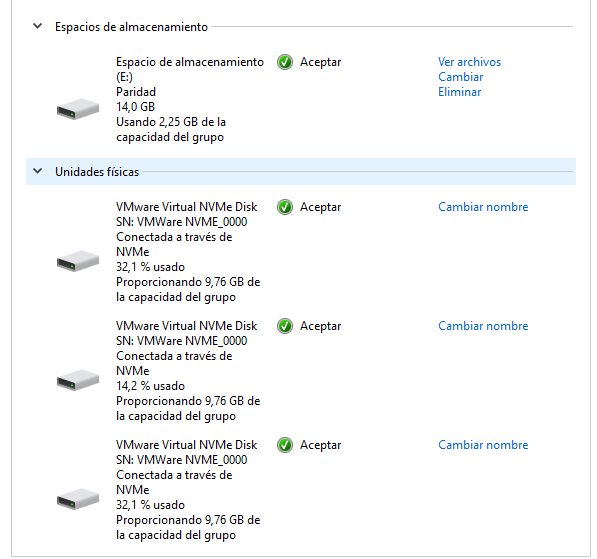 Espacios de almacenamiento
Espacio de almacenamiento
(E:)
Paridad
14,0 GB
Usando 2,25 GB de la
capacidad del grupo
Aceptar
Ver archivos
Cambiar
Eliminar
Unidades físicas
VMware Virtual NVMe Disk
SN: VMWare NVME_0000
Conectada a través de
NVMe
32,1 % usado
Proporcionando 9,76 GB de
la capacidad del grupo
Aceptar
Cambiar nombre
VMware Virtual NVMe Disk
SN: VMWare NVME_0000
Conectada a través de
NVMe
14,2 % usado
Proporcionando 9,76 GB de
la capacidad del grupo
Aceptar
Cambiar nombre
VMware Virtual NVMe Disk
SN: VMWare NVME_0000
Conectada a través de
NVMe
32,1 % usado
Proporcionando 9,76 GB de
la capacidad del grupo
Aceptar
Cambiar nombre